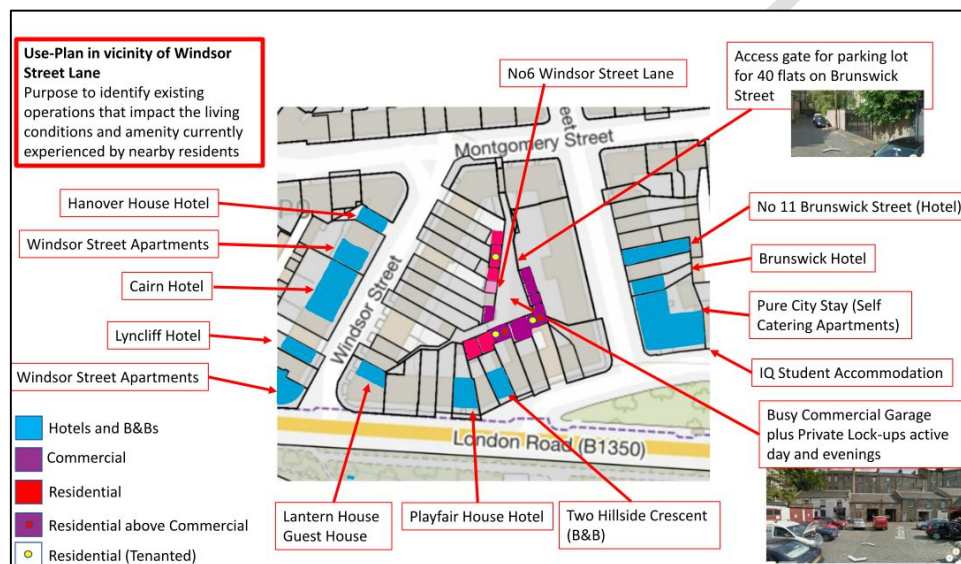 Use-Plan in vicinity of Windsor
Street Lane
Purpose to identify existing
operations that impact the living
conditions and amenity currently
experienced by nearby residents
No6 Windsor Street Lane
Access gate for parking lot
for 40 flats on Brunswick
Street
Hanover House Hotel
Windsor Street Apartments
Cairn Hotel
Lyncliff Hotel
Windsor Street Apartments
Montgomery Street
eet
PO
Windsor Street
London Road (B1350)
No 11 Brunswick Street (Hotel)
Brunswick Hotel
Pure City Stay (Self
Catering Apartments)
IQ Student Accommodation
Busy Commercial Garage
plus Private Lock-ups active
day and evenings
Hotels and B&Bs
Commercial
Residential
Residential above Commercial
Residential (Tenanted)
Lantern House
Guest House
Playfair House Hotel
Two Hillside Crescent
(B&B)